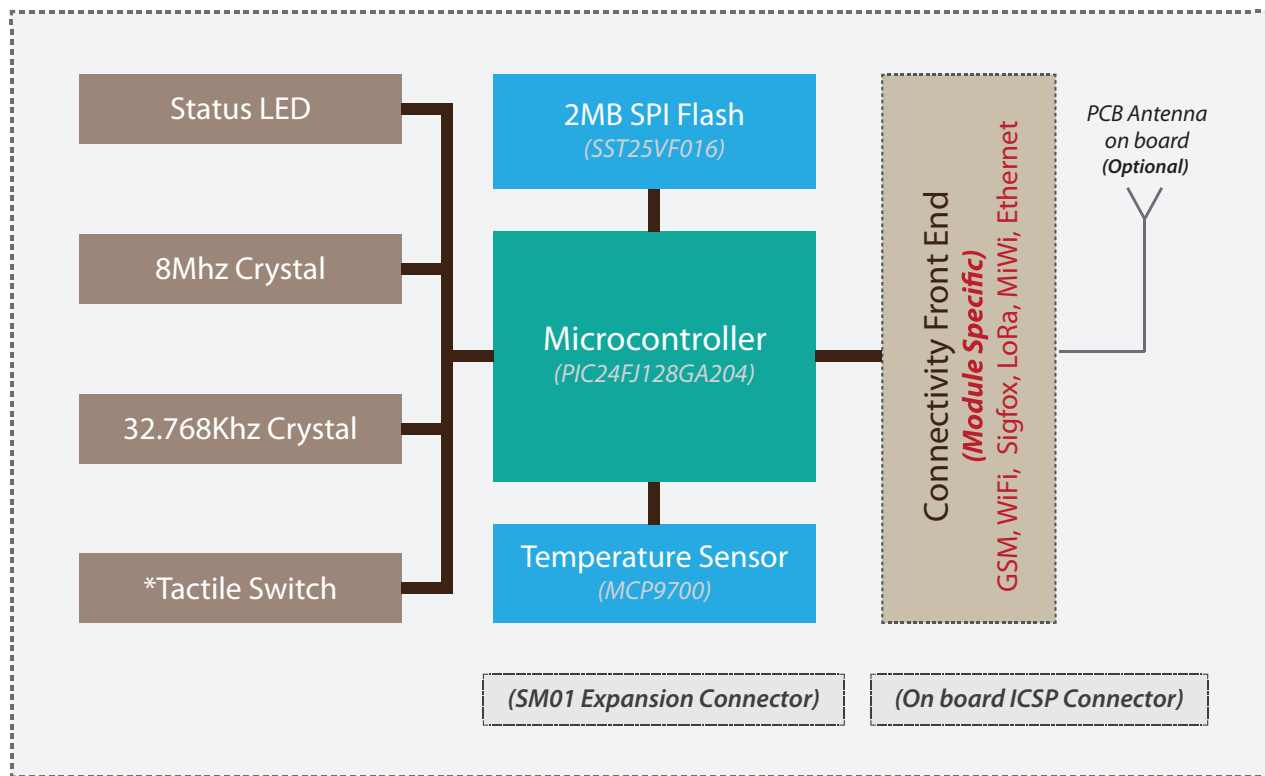 Status LED
8Mhz Crystal
32.768Khz Crystal
*Tactile Switch
2MB SPI Flash
(SST25VF016)
Microcontroller
(PIC24FJ128GA204)
Temperature Sensor
(MCP9700)
Connectivity Front End
(Module Specific)
GSM, WiFi, Sigfox, LoRa, MiWi, Ethernet
PCB Antenna
on board
(Optional)
(SM01 Expansion Connector)
(On board ICSP Connector)